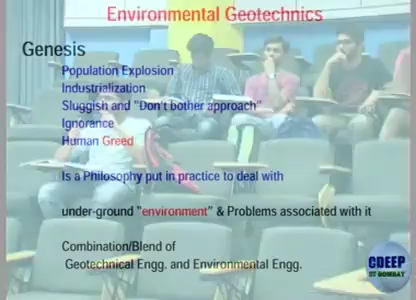 Environmental Geotechnics
Genesis
Population Explosion
Industrialization
Sluggish and "Don't bother approach"
Ignorance
Human Greed
Is a Philosophy put in practice to deal with
under-ground "environment" & Problems associated with it
Combination/Blend of
Geotechnical Engg. and Environmental Engg.
CDEEP
IIT BOMBAY